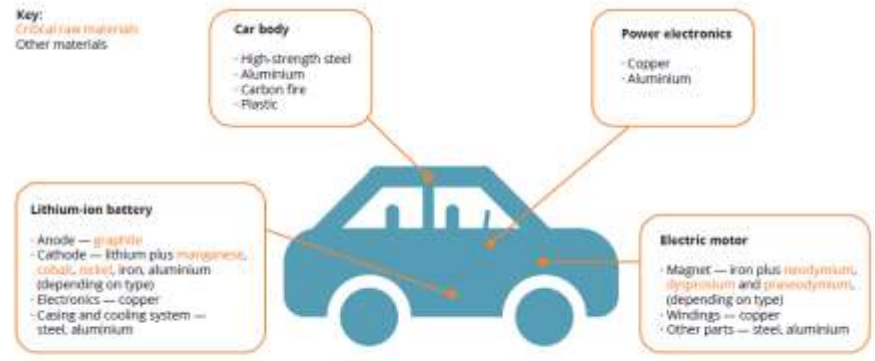 Key:
Critical raw materials
Other materials
Car body
· High-strength steel
· Aluminium
· Carbon fire
· Plastic
Power electronics
· Copper
· Aluminium
Lithium-ion battery
· Anode — graphite
· Cathode — lithium plus manganese,
cobalt, nickel, iron, aluminium
(depending on type)
· Electronics — copper
· Casing and cooling system —
steel, aluminium
Electric motor
· Magnet — iron plus neodymium,
dysprosium and praseodymium,
(depending on type)
· Windings — copper
· Other parts — steel, aluminium